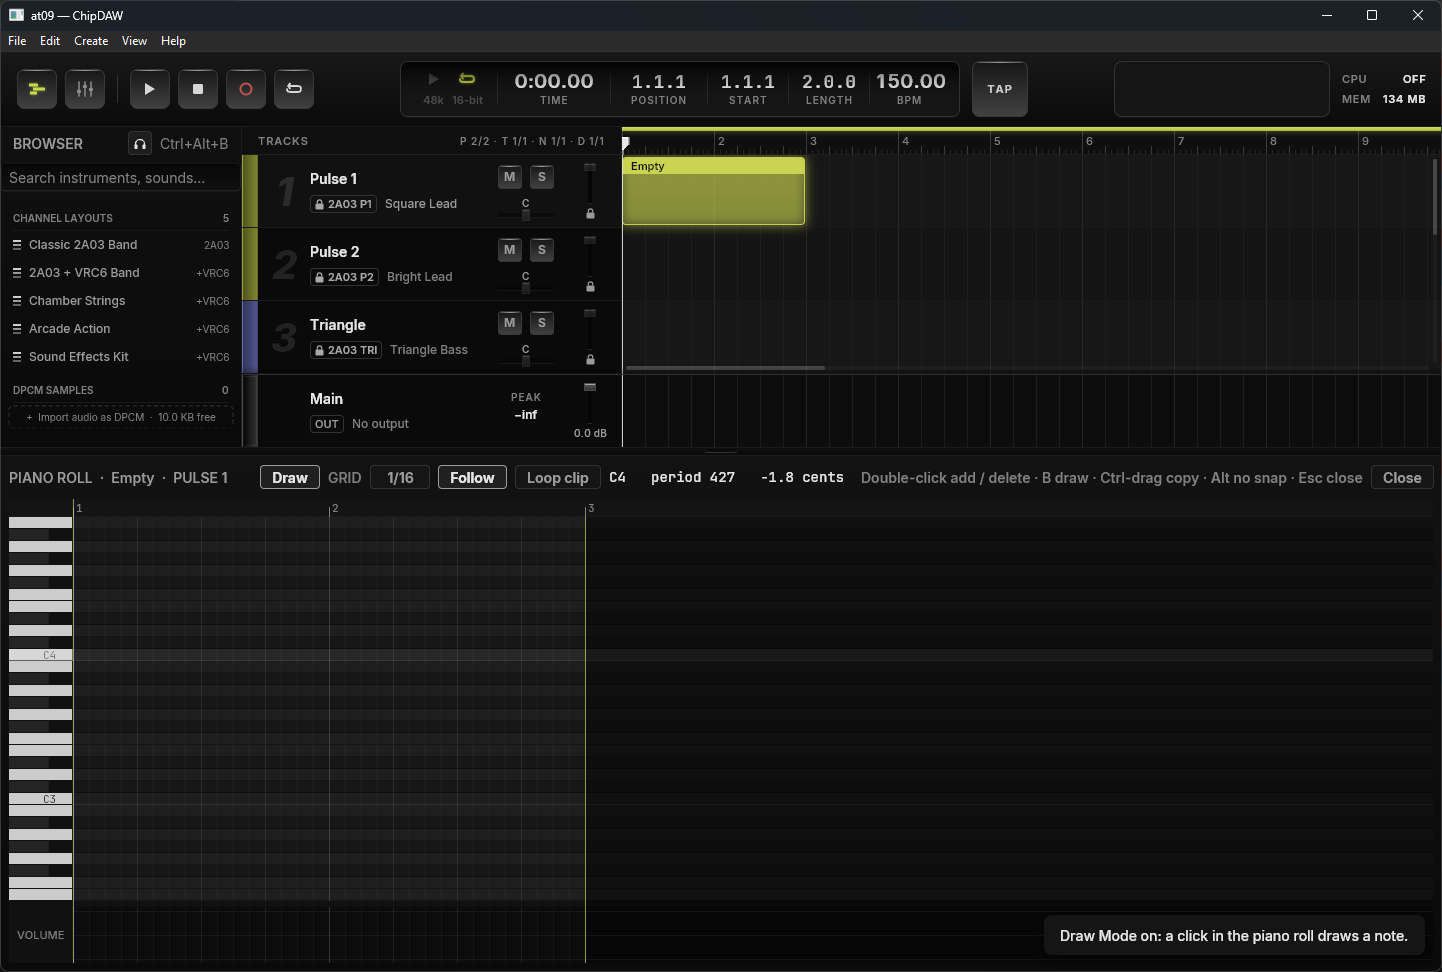 at09 — ChipDAW
File Edit Create View Help
48k 16-bit
0:00.00 TIME
1.1.1 POSITION
1.1.1 START
2.0.0 LENGTH
150.00 BPM
TAP
CPU OFF
MEM 134 MB
BROWSER Ctrl+Alt+B
Search instruments, sounds...
CHANNEL LAYOUTS 5
Classic 2A03 Band 2A03
2A03 + VRC6 Band +VRC6
Chamber Strings +VRC6
Arcade Action +VRC6
Sound Effects Kit +VRC6
DPCM SAMPLES 0
+ Import audio as DPCM · 10.0 KB free
TRACKS P 2/2 · T 1/1 · N 1/1 · D 1/1
1 Pulse 1 M S
2A03 P1 Square Lead C
2 Pulse 2 M S
2A03 P2 Bright Lead C
3 Triangle M S
2A03 TRI Triangle Bass C
Main PEAK
OUT No output –inf
0.0 dB
2 3 4 5 6 7 8 9
Empty
PIANO ROLL · Empty · PULSE 1 Draw GRID 1/16 Follow Loop clip C4 period 427 -1.8 cents Double-click add / delete · B draw · Ctrl-drag copy · Alt no snap · Esc close Close
1 2 3
C4
C3
VOLUME
Draw Mode on: a click in the piano roll draws a note.